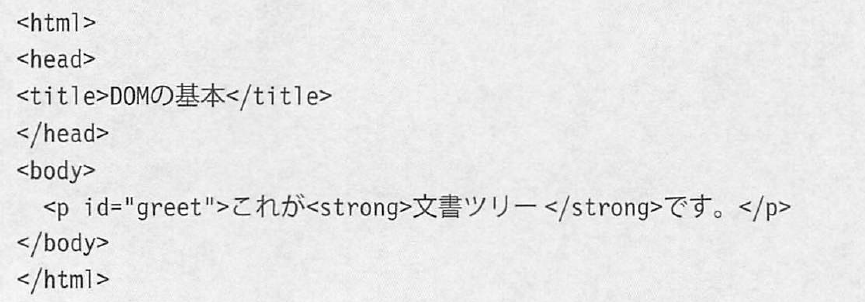 <html>
<head>
<title>DOMの基本</title>
</head>
<body>
  <p id="greet">これが<strong>文書ツリー</strong>です。</p>
</body>
</html>